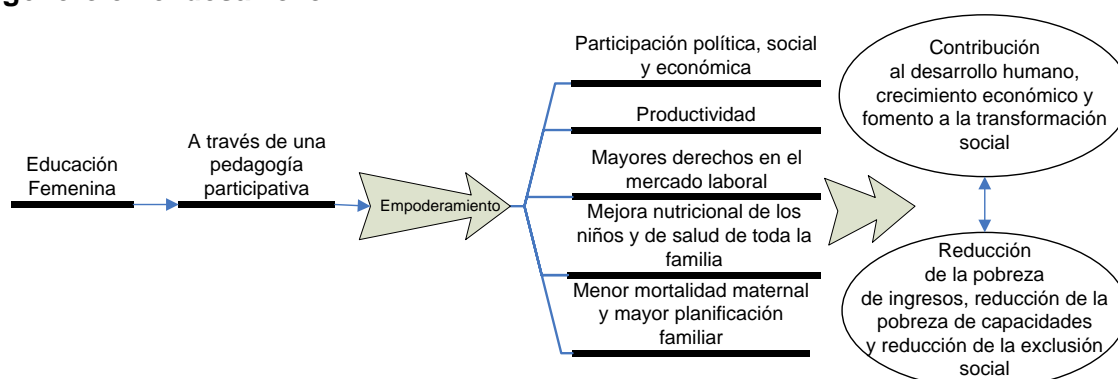 Educación
Femenina
A través de una
pedagogía
participativa
Empoderamiento
Participación política, social
y económica
Productividad
Mayores derechos en el
mercado laboral
Mejora nutricional de los
niños y de salud de toda la
familia
Menor mortalidad maternal
y mayor planificación
familiar
Contribución
al desarrollo humano,
crecimiento económico y
fomento a la transformación
social
Reducción
de la pobreza
de ingresos, reducción de la
pobreza de capacidades
y reducción de la exclusión
social